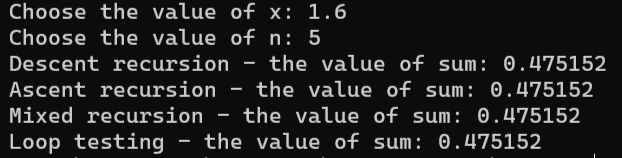 Choose the value of x: 1.6
Choose the value of n: 5
Descent recursion - the value of sum: 0.475152
Ascent recursion - the value of sum: 0.475152
Mixed recursion - the value of sum: 0.475152
Loop testing - the value of sum: 0.475152